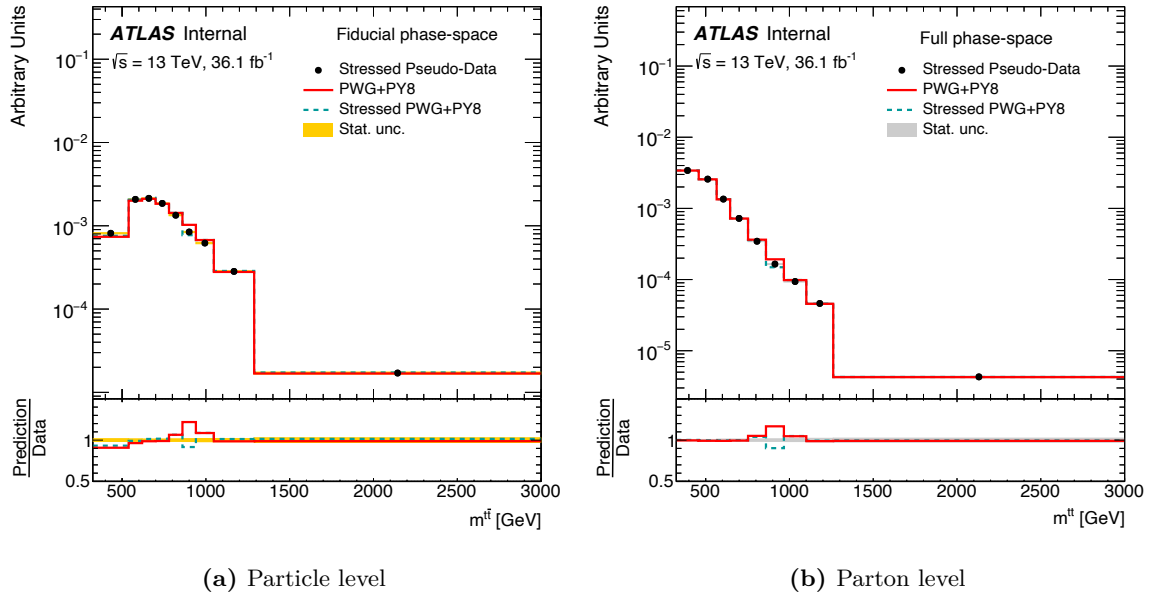 ATLAS Internal
√s = 13 TeV, 36.1 fb⁻¹
Fiducial phase-space
Stressed Pseudo-Data
PWG+PY8
Stressed PWG+PY8
Stat. unc.
Arbitrary Units
10⁻¹
10⁻²
10⁻³
10⁻⁴
Prediction
Data
1
0.5
500 1000 1500 2000 2500 3000
m^{tt̄} [GeV]
(a) Particle level
ATLAS Internal
√s = 13 TeV, 36.1 fb⁻¹
Full phase-space
Stressed Pseudo-Data
PWG+PY8
Stressed PWG+PY8
Stat. unc.
Arbitrary Units
10⁻¹
10⁻²
10⁻³
10⁻⁴
10⁻⁵
Prediction
Data
1
0.5
500 1000 1500 2000 2500 3000
m^{tt} [GeV]
(b) Parton level